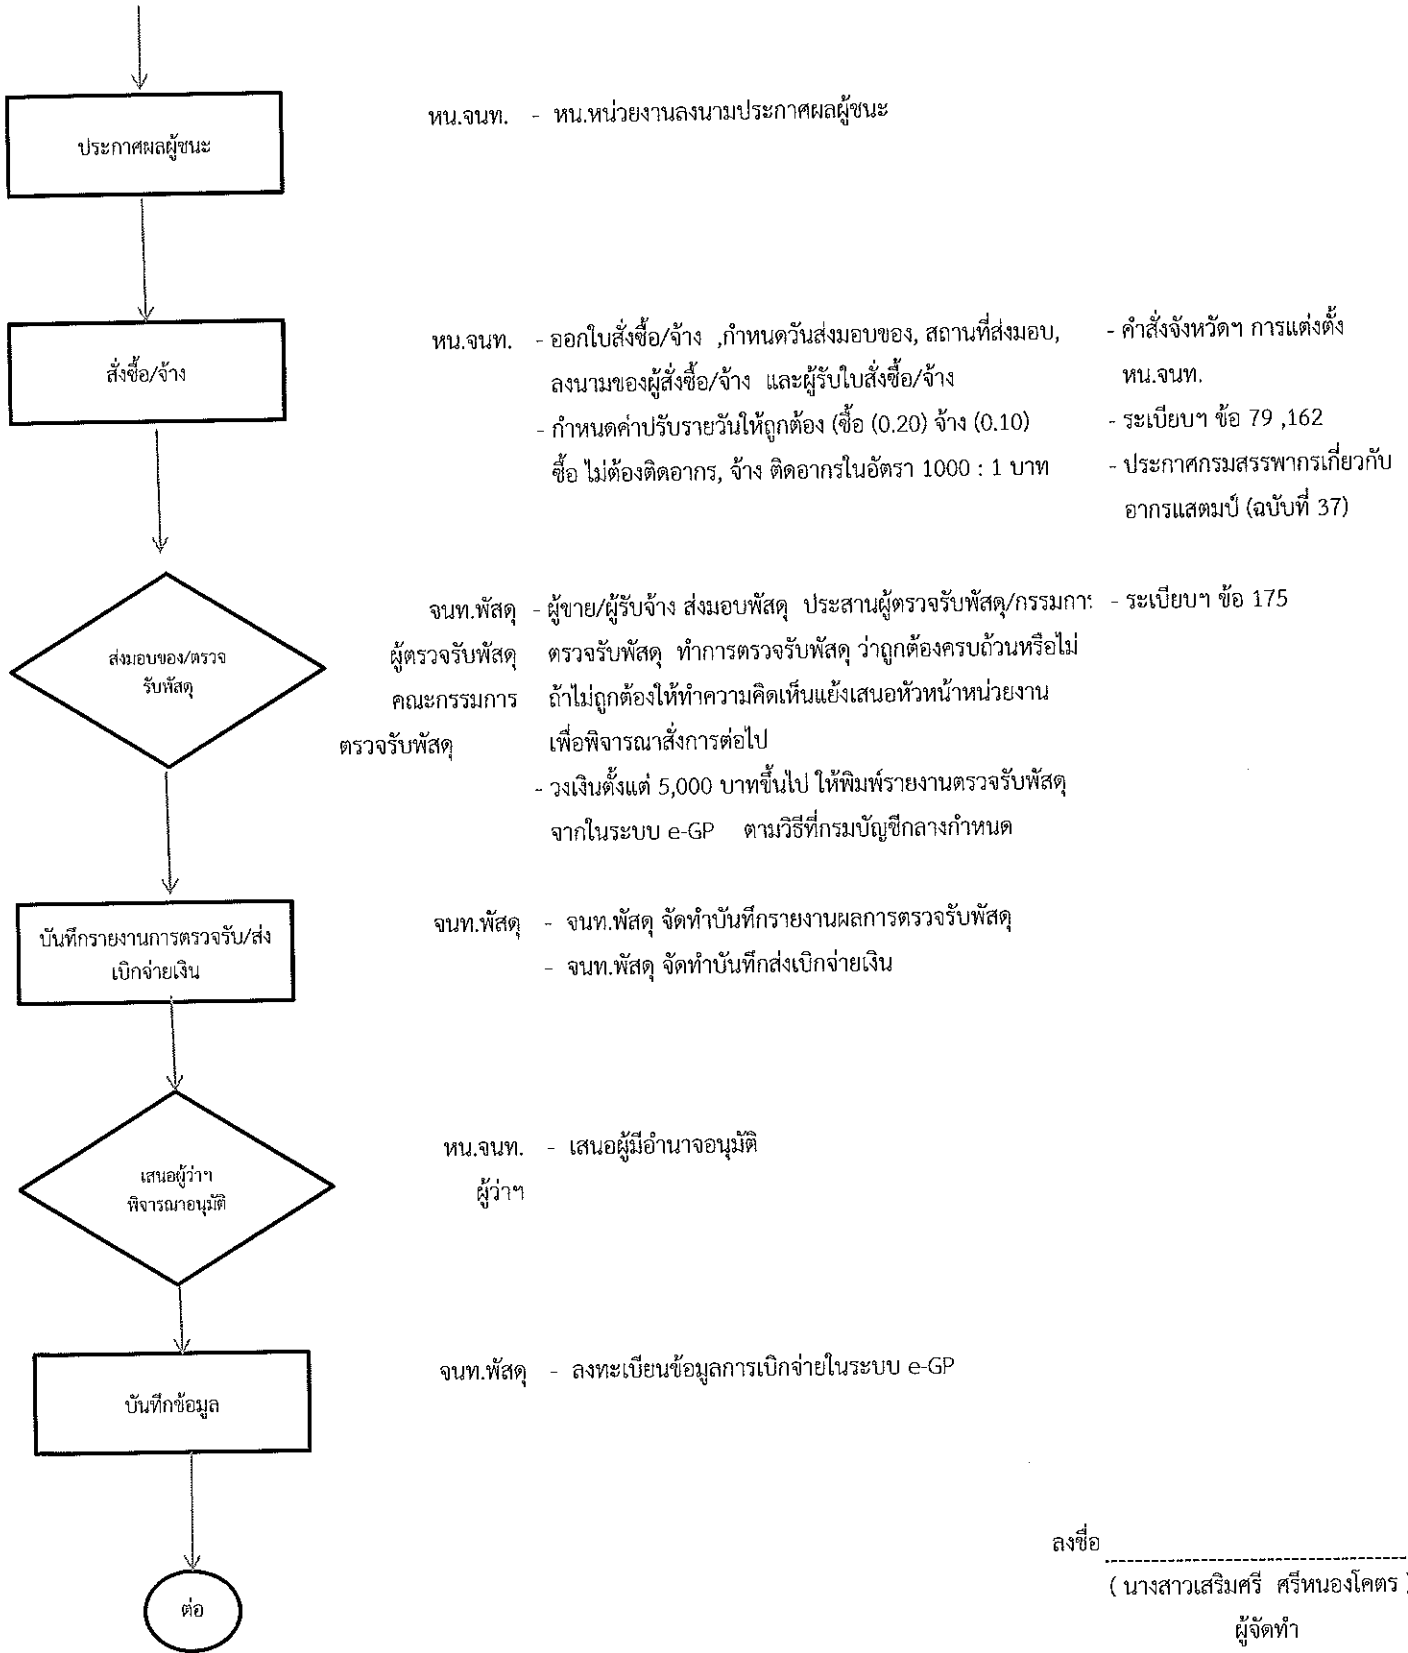 ประกาศผลผู้ชนะ
หน.จนท. - หน.หน่วยงานลงนามประกาศผลผู้ชนะ
สั่งซื้อ/จ้าง
หน.จนท. - ออกใบสั่งซื้อ/จ้าง ,กำหนดวันส่งมอบของ, สถานที่ส่งมอบ,
ลงนามของผู้สั่งซื้อ/จ้าง และผู้รับใบสั่งซื้อ/จ้าง
- กำหนดค่าปรับรายวันให้ถูกต้อง (ซื้อ (0.20) จ้าง (0.10)
ซื้อ ไม่ต้องติดอากร, จ้าง ติดอากรในอัตรา 1000 : 1 บาท
- คำสั่งจังหวัดฯ การแต่งตั้ง
หน.จนท.
- ระเบียบฯ ข้อ 79 ,162
- ประกาศกรมสรรพากรเกี่ยวกับ
อากรแสตมป์ (ฉบับที่ 37)
ส่งมอบของ/ตรวจ
รับพัสดุ
จนท.พัสดุ
ผู้ตรวจรับพัสดุ
คณะกรรมการ
ตรวจรับพัสดุ
- ผู้ขาย/ผู้รับจ้าง ส่งมอบพัสดุ ประสานผู้ตรวจรับพัสดุ/กรรมกา
ตรวจรับพัสดุ ทำการตรวจรับพัสดุ ว่าถูกต้องครบถ้วนหรือไม่
ถ้าไม่ถูกต้องให้ทำความคิดเห็นแย้งเสนอหัวหน้าหน่วยงาน
เพื่อพิจารณาสั่งการต่อไป
- วงเงินตั้งแต่ 5,000 บาทขึ้นไป ให้พิมพ์รายงานตรวจรับพัสดุ
จากในระบบ e-GP ตามวิธีที่กรมบัญชีกลางกำหนด
- ระเบียบฯ ข้อ 175
บันทึกรายงานการตรวจรับ/ส่ง
เบิกจ่ายเงิน
จนท.พัสดุ - จนท.พัสดุ จัดทำบันทึกรายงานผลการตรวจรับพัสดุ
- จนท.พัสดุ จัดทำบันทึกส่งเบิกจ่ายเงิน
เสนอผู้ว่าฯ
พิจารณาอนุมัติ
หน.จนท. - เสนอผู้มีอำนาจอนุมัติ
ผู้ว่าฯ
บันทึกข้อมูล
จนท.พัสดุ - ลงทะเบียนข้อมูลการเบิกจ่ายในระบบ e-GP
ต่อ
ลงชื่อ
( นางสาวเสริมศรี ศรีหนองโคตร )
ผู้จัดทำ